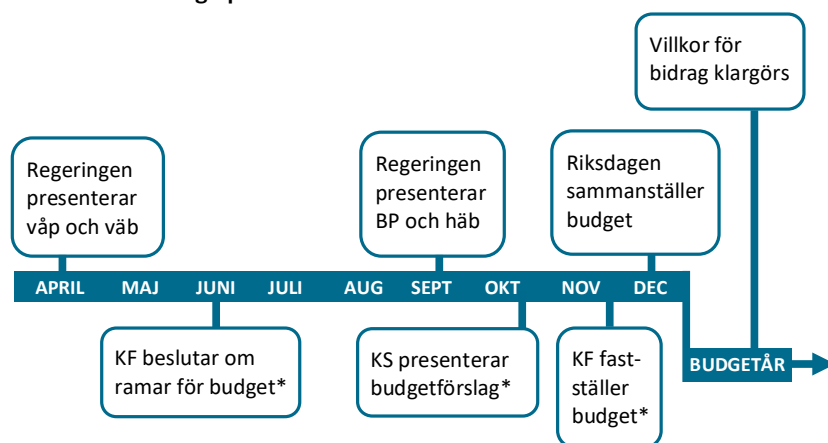 Villkor för
bidrag klargörs
Regeringen
presenterar
våp och väb
Regeringen
presenterar
BP och häb
Riksdagen
sammanställer
budget
APRIL MAJ JUNI JULI AUG SEPT OKT NOV DEC
BUDGETÅR
KF beslutar om
ramar för budget*
KS presenterar
budgetförslag*
KF fast-
ställer
budget*